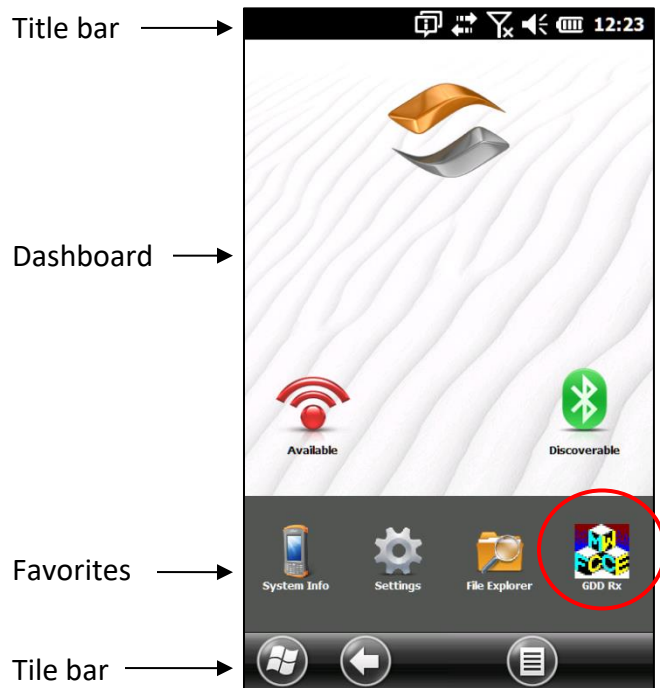 Title bar
12:23
Dashboard
Available
Discoverable
Favorites
System Info
Settings
File Explorer
GDD Rx
Tile bar